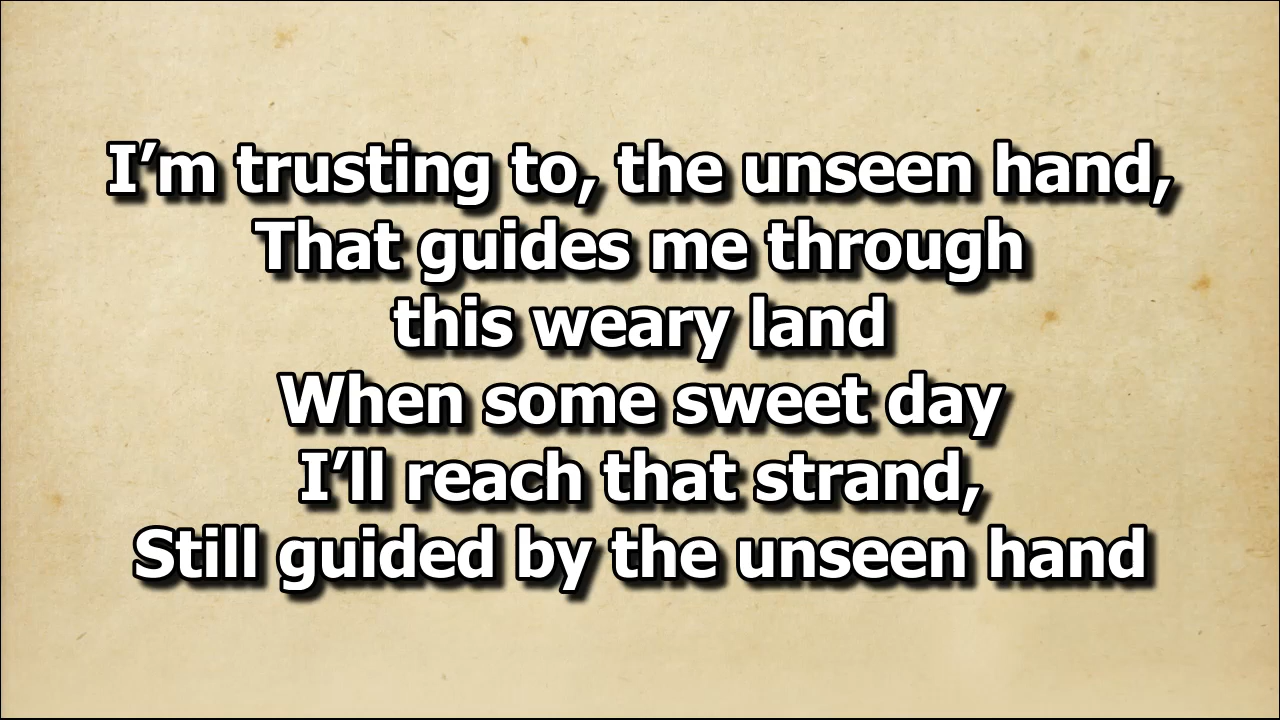 I’m trusting to, the unseen hand,
That guides me through
this weary land
When some sweet day
I’ll reach that strand,
Still guided by the unseen hand